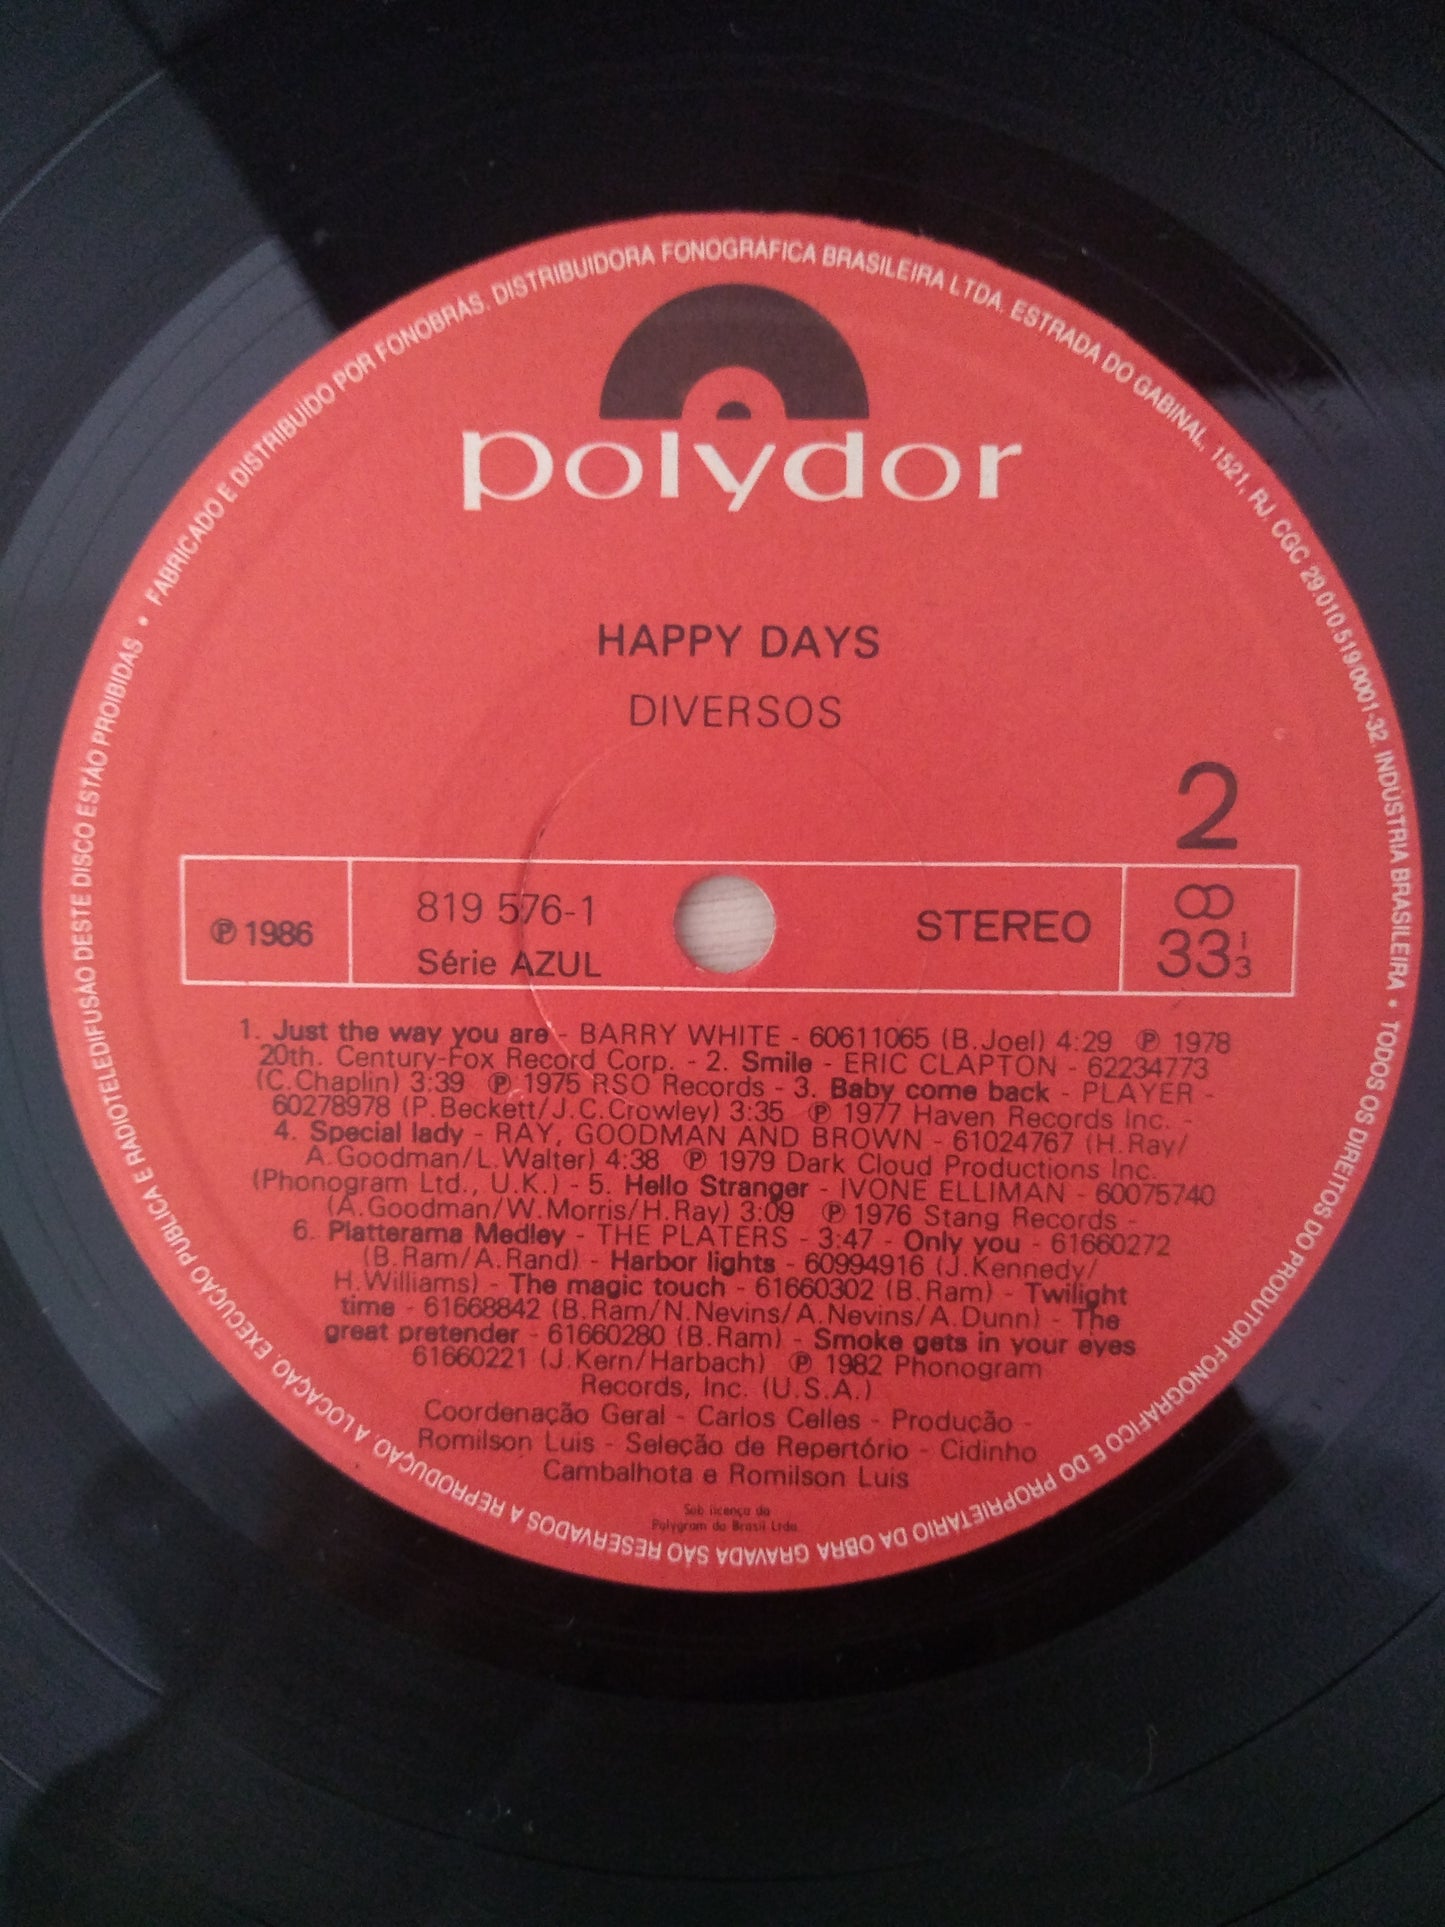 FABRICADO E DISTRIBUIDO POR FONOBRÁS. DISTRIBUIDORA FONOGRÁFICA BRASILEIRA LTDA. ESTRADA DO GABINAL, 1521, RJ. CGC 29.010.519/0001-32. INDÚSTRIA BRASILEIRA • TODOS OS DIREITOS DO PRODUTOR FONOGRÁFICO E DO PROPRIETÁRIO DA OBRA GRAVADA SÃO RESERVADOS A REPRODUÇÃO. A LOCAÇÃO, EXECUÇÃO PUBLICA E RADIOTELEDIFUSÃO DESTE DISCO ESTÃO PROIBIDAS •
polydor
HAPPY DAYS
DIVERSOS
2
℗ 1986
819 576-1
Série AZUL
STEREO
33 1/3
1. Just the way you are - BARRY WHITE - 60611065 (B.Joel) 4:29 ℗ 1978
20th. Century-Fox Record Corp. - 2. Smile - ERIC CLAPTON - 62234773
(C.Chaplin) 3:39 ℗ 1975 RSO Records - 3. Baby come back - PLAYER -
60278978 (P.Beckett/J.C.Crowley) 3:35 ℗ 1977 Haven Records Inc. -
4. Special lady - RAY, GOODMAN AND BROWN - 61024767 (H.Ray/
A.Goodman/L.Walter) 4:38 ℗ 1979 Dark Cloud Productions Inc.
(Phonogram Ltd., U.K.) - 5. Hello Stranger - IVONE ELLIMAN - 60075740
(A.Goodman/W.Morris/H.Ray) 3:09 ℗ 1976 Stang Records -
6. Platterama Medley - THE PLATERS - 3:47 - Only you - 61660272
(B.Ram/A.Rand) - Harbor lights - 60994916 (J.Kennedy/
H.Williams) - The magic touch - 61660302 (B.Ram) - Twilight
time - 61668842 (B.Ram/N.Nevins/A.Nevins/A.Dunn) - The
great pretender - 61660280 (B.Ram) - Smoke gets in your eyes
61660221 (J.Kern/Harbach) ℗ 1982 Phonogram
Records, Inc. (U.S.A.)
Coordenação Geral - Carlos Celles - Produção -
Romilson Luis - Seleção de Repertório - Cidinho
Cambalhota e Romilson Luis
Sob licença da
Polygram do Brasil Ltda.